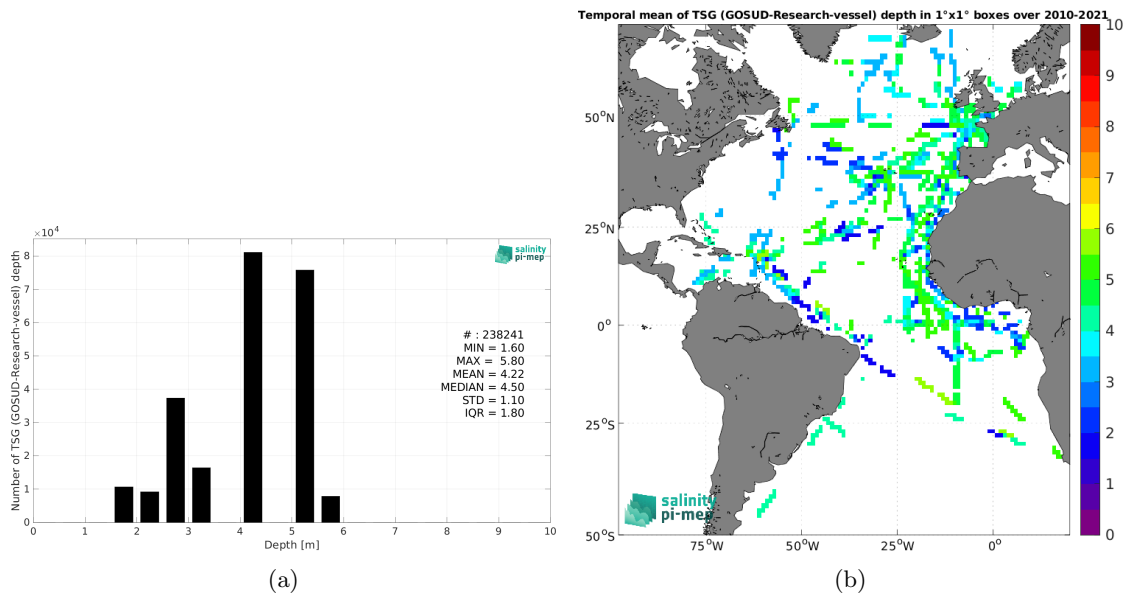 ×10⁴
8
7
6
5
4
3
2
1
0
Number of TSG (GOSUD-Research-vessel) depth
salinity
pi-mep
# : 238241
MIN = 1.60
MAX = 5.80
MEAN = 4.22
MEDIAN = 4.50
STD = 1.10
IQR = 1.80
0 1 2 3 4 5 6 7 8 9 10
Depth [m]
(a)
Temporal mean of TSG (GOSUD-Research-vessel) depth in 1°x1° boxes over 2010-2021
50°N
25°N
0°
25°S
50°S
75°W 50°W 25°W 0°
salinity
pi-mep
10
9
8
7
6
5
4
3
2
1
0
(b)